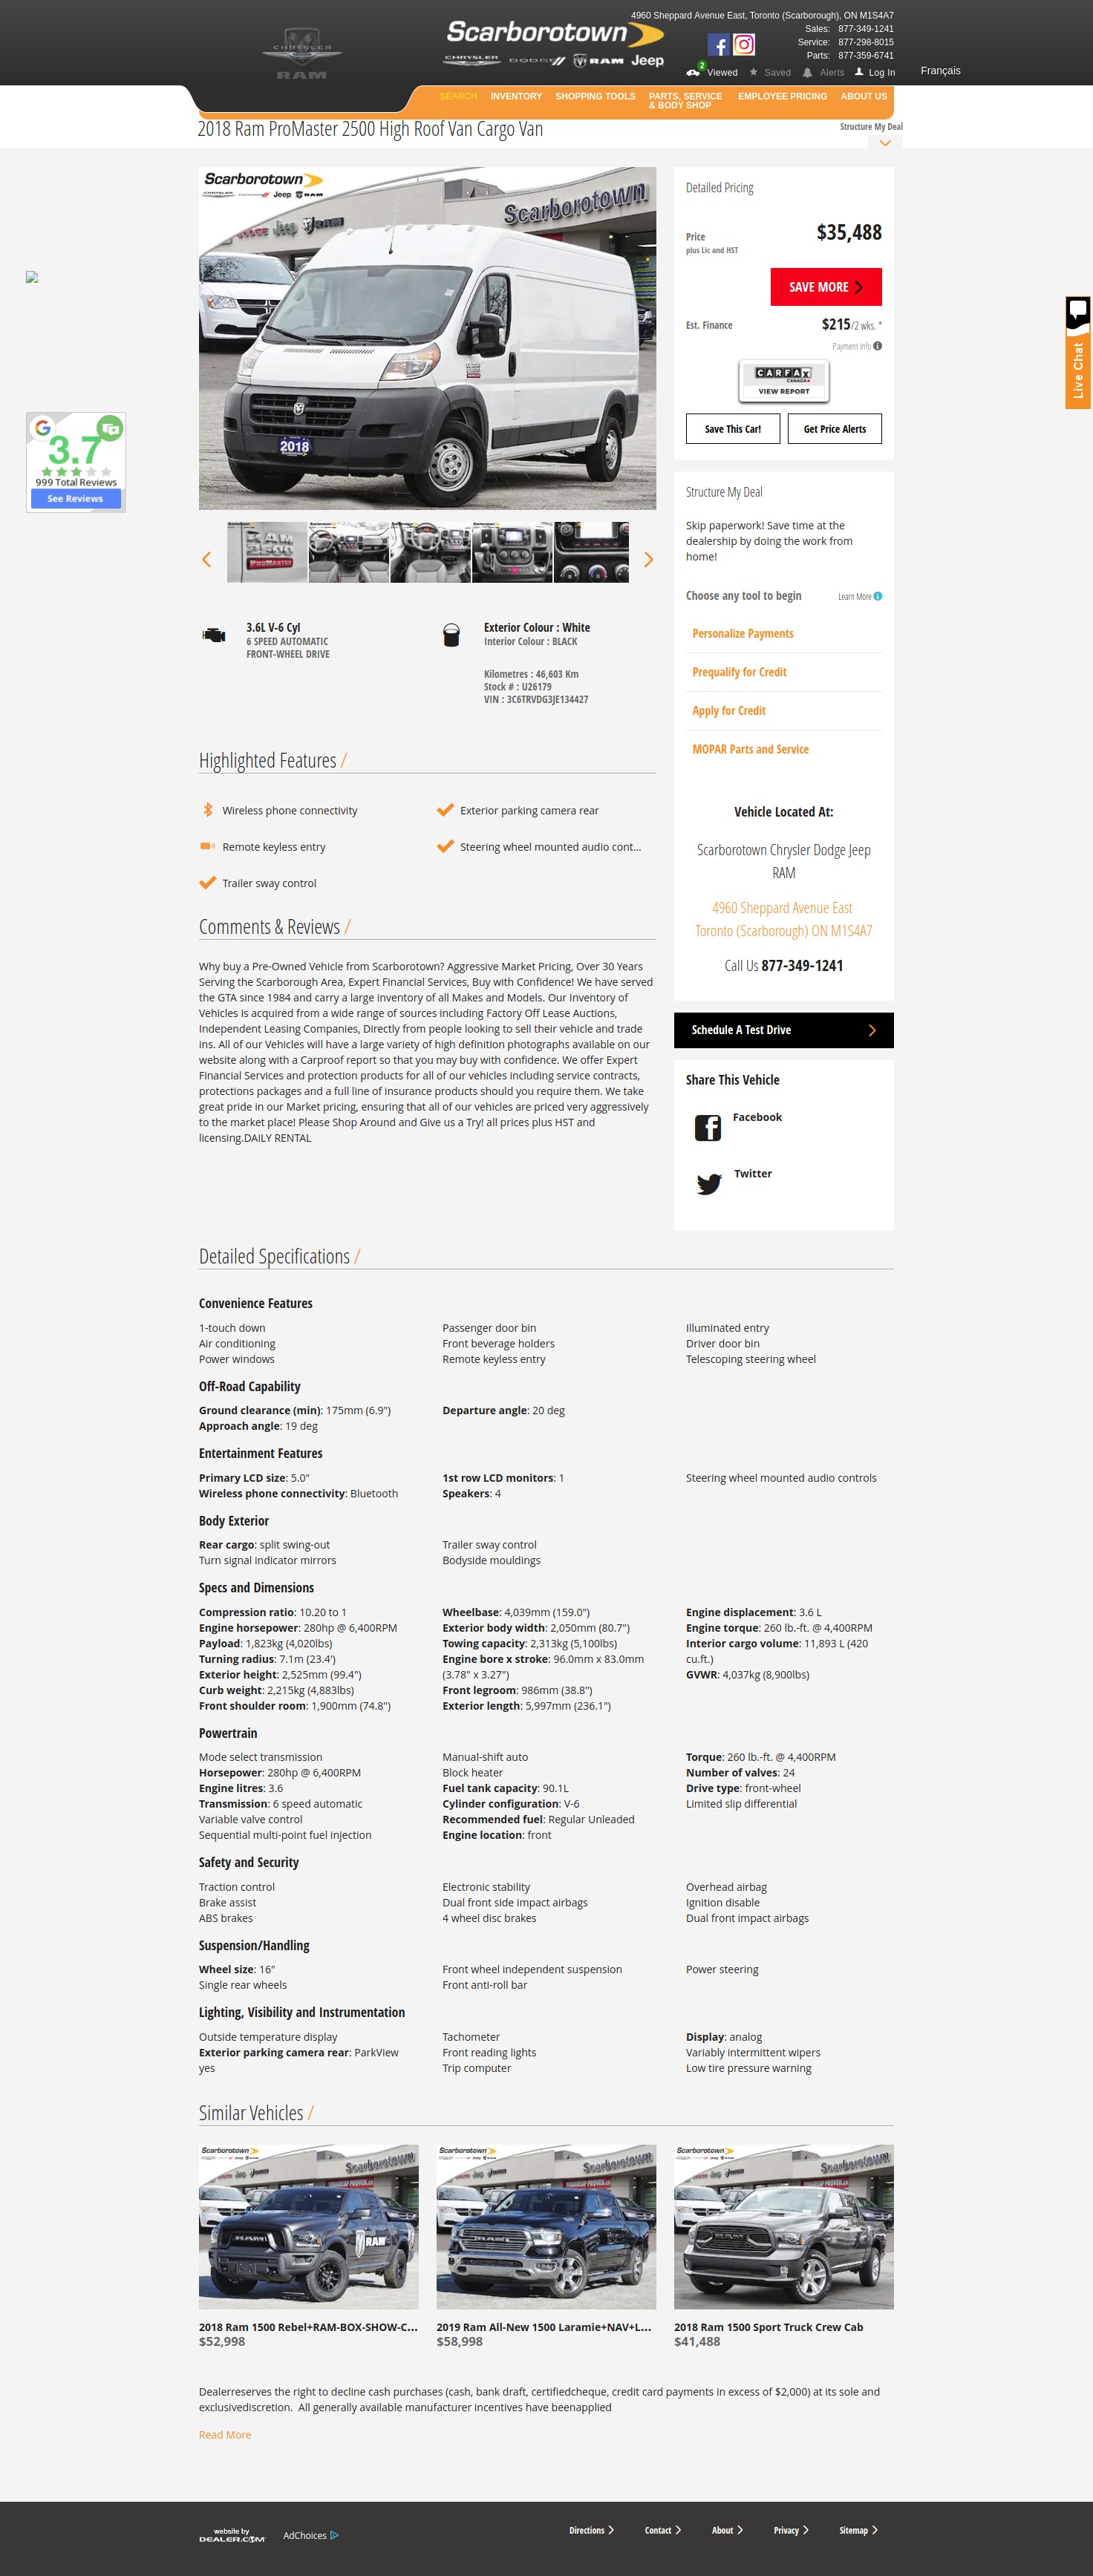 4960 Sheppard Avenue East, Toronto (Scarborough), ON M1S4A7
Sales: 877-349-1241
Service: 877-298-8015
Parts: 877-359-6741
CHRYSLER
RAM
Scarborotown
CHRYSLER DODGE RAM Jeep
2 Viewed Saved Alerts Log In Français
SEARCH INVENTORY SHOPPING TOOLS PARTS, SERVICE & BODY SHOP EMPLOYEE PRICING ABOUT US
2018 Ram ProMaster 2500 High Roof Van Cargo Van
Structure My Deal
Scarborotown
CHRYSLER Jeep RAM
Scarborotown
2018
Detailed Pricing
Price
plus Lic and HST
$35,488
SAVE MORE
Est. Finance $215/2 wks. *
Payment Info
CARFAX
CANADA
VIEW REPORT
Save This Car! Get Price Alerts
Live Chat
3.7
999 Total Reviews
See Reviews
RAM
2500
PROMASTER
Structure My Deal
Skip paperwork! Save time at the
dealership by doing the work from
home!
Choose any tool to begin Learn More
Personalize Payments
Prequalify for Credit
Apply for Credit
MOPAR Parts and Service
Vehicle Located At:
Scarborotown Chrysler Dodge Jeep
RAM
4960 Sheppard Avenue East
Toronto (Scarborough) ON M1S4A7
Call Us 877-349-1241
Schedule A Test Drive
Share This Vehicle
Facebook
Twitter
3.6L V-6 Cyl
6 SPEED AUTOMATIC
FRONT-WHEEL DRIVE
Exterior Colour : White
Interior Colour : BLACK
Kilometres : 46,603 Km
Stock # : U26179
VIN : 3C6TRVDG3JE134427
Highlighted Features /
Wireless phone connectivity Exterior parking camera rear
Remote keyless entry Steering wheel mounted audio cont...
Trailer sway control
Comments & Reviews /
Why buy a Pre-Owned Vehicle from Scarborotown? Aggressive Market Pricing, Over 30 Years
Serving the Scarborough Area, Expert Financial Services, Buy with Confidence! We have served
the GTA since 1984 and carry a large inventory of all Makes and Models. Our Inventory of
Vehicles is acquired from a wide range of sources including Factory Off Lease Auctions,
Independent Leasing Companies, Directly from people looking to sell their vehicle and trade
ins. All of our Vehicles will have a large variety of high definition photographs available on our
website along with a Carproof report so that you may buy with confidence. We offer Expert
Financial Services and protection products for all of our vehicles including service contracts,
protections packages and a full line of insurance products should you require them. We take
great pride in our Market pricing, ensuring that all of our vehicles are priced very aggressively
to the market place! Please Shop Around and Give us a Try! all prices plus HST and
licensing.DAILY RENTAL
Detailed Specifications /
Convenience Features
1-touch down Passenger door bin Illuminated entry
Air conditioning Front beverage holders Driver door bin
Power windows Remote keyless entry Telescoping steering wheel
Off-Road Capability
Ground clearance (min): 175mm (6.9") Departure angle: 20 deg
Approach angle: 19 deg
Entertainment Features
Primary LCD size: 5.0" 1st row LCD monitors: 1 Steering wheel mounted audio controls
Wireless phone connectivity: Bluetooth Speakers: 4
Body Exterior
Rear cargo: split swing-out Trailer sway control
Turn signal indicator mirrors Bodyside mouldings
Specs and Dimensions
Compression ratio: 10.20 to 1 Wheelbase: 4,039mm (159.0") Engine displacement: 3.6 L
Engine horsepower: 280hp @ 6,400RPM Exterior body width: 2,050mm (80.7") Engine torque: 260 lb.-ft. @ 4,400RPM
Payload: 1,823kg (4,020lbs) Towing capacity: 2,313kg (5,100lbs) Interior cargo volume: 11,893 L (420
Turning radius: 7.1m (23.4') Engine bore x stroke: 96.0mm x 83.0mm cu.ft.)
Exterior height: 2,525mm (99.4") (3.78" x 3.27") GVWR: 4,037kg (8,900lbs)
Curb weight: 2,215kg (4,883lbs) Front legroom: 986mm (38.8")
Front shoulder room: 1,900mm (74.8") Exterior length: 5,997mm (236.1")
Powertrain
Mode select transmission Manual-shift auto Torque: 260 lb.-ft. @ 4,400RPM
Horsepower: 280hp @ 6,400RPM Block heater Number of valves: 24
Engine litres: 3.6 Fuel tank capacity: 90.1L Drive type: front-wheel
Transmission: 6 speed automatic Cylinder configuration: V-6 Limited slip differential
Variable valve control Recommended fuel: Regular Unleaded
Sequential multi-point fuel injection Engine location: front
Safety and Security
Traction control Electronic stability Overhead airbag
Brake assist Dual front side impact airbags Ignition disable
ABS brakes 4 wheel disc brakes Dual front impact airbags
Suspension/Handling
Wheel size: 16" Front wheel independent suspension Power steering
Single rear wheels Front anti-roll bar
Lighting, Visibility and Instrumentation
Outside temperature display Tachometer Display: analog
Exterior parking camera rear: ParkView Front reading lights Variably intermittent wipers
yes Trip computer Low tire pressure warning
Similar Vehicles /
2018 Ram 1500 Rebel+RAM-BOX-SHOW-C... 2019 Ram All-New 1500 Laramie+NAV+L... 2018 Ram 1500 Sport Truck Crew Cab
$52,998 $58,998 $41,488
Dealerreserves the right to decline cash purchases (cash, bank draft, certifiedcheque, credit card payments in excess of $2,000) at its sole and
exclusivediscretion.  All generally available manufacturer incentives have beenapplied
Read More
website by
DEALER.COM
AdChoices
Directions Contact About Privacy Sitemap